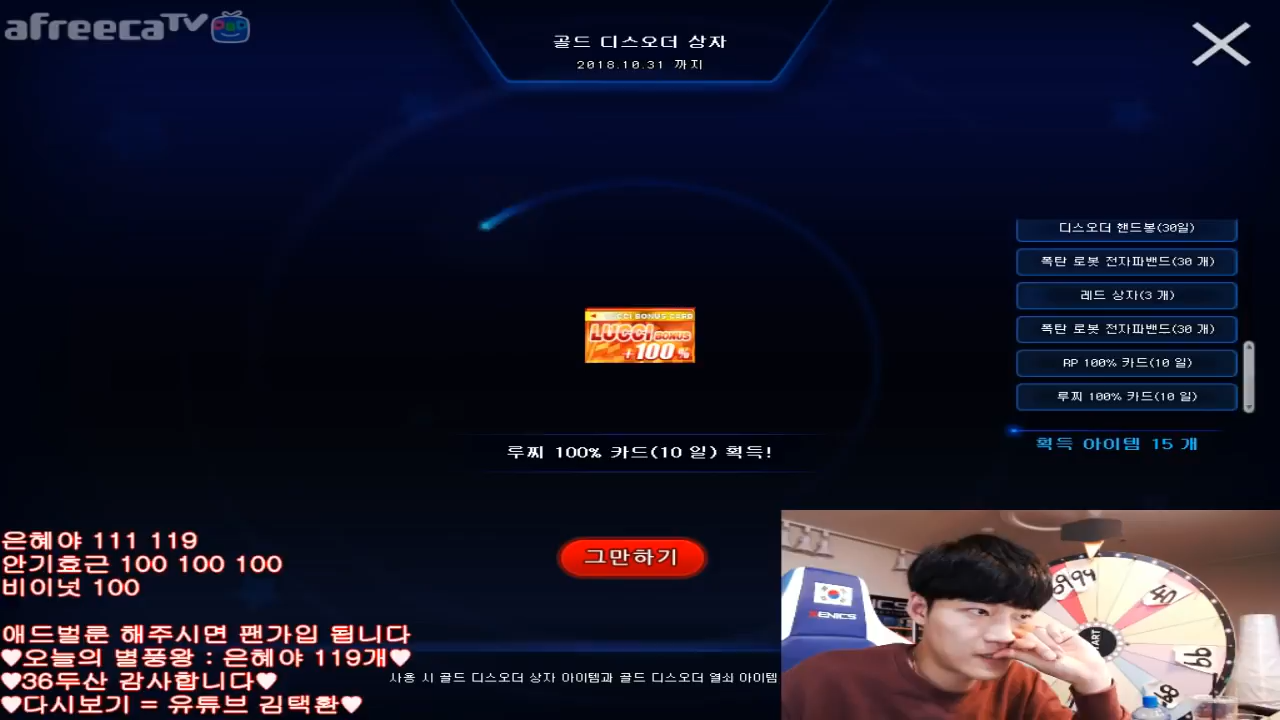 afreecaTV
골드 디스오더 상자
2018.10.31 까지
디스오더 핸드봉(30일)
폭탄 로봇 전자파밴드(30 개)
레드 상자(3 개)
폭탄 로봇 전자파밴드(30 개)
RP 100% 카드(10 일)
루찌 100% 카드(10 일)
획득 아이템 15 개
LUCCI BONUS CARD
LUCCI BONUS
+100 %
루찌 100% 카드(10 일) 획득!
그만하기
은혜야 111 119
안기효근 100 100 100
비이넛 100
애드벌룬 해주시면 팬가입 됩니다
♥오늘의 별풍왕 : 은혜야 119개♥
♥36두산 감사합니다♥
♥다시보기 = 유튜브 김택환♥
사용 시 골드 디스오더 상자 아이템과 골드 디스오더 열쇠 아이템
XENICS
6994
40
66
START